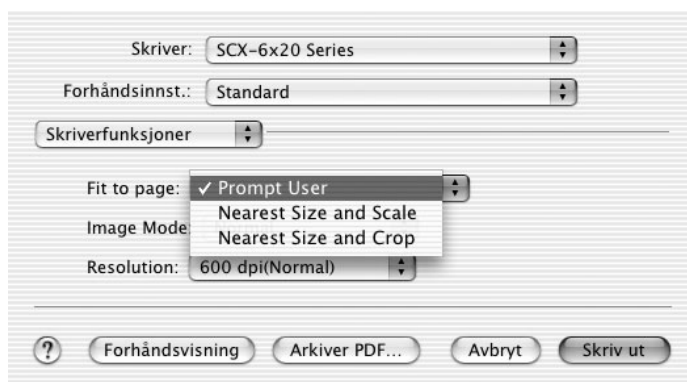 Skriver: SCX-6x20 Series
Forhåndsinnst.: Standard
Skriverfunksjoner
Fit to page: ✓ Prompt User
Nearest Size and Scale
Image Mode
Nearest Size and Crop
Resolution: 600 dpi(Normal)
? Forhåndsvisning Arkiver PDF... Avbryt Skriv ut